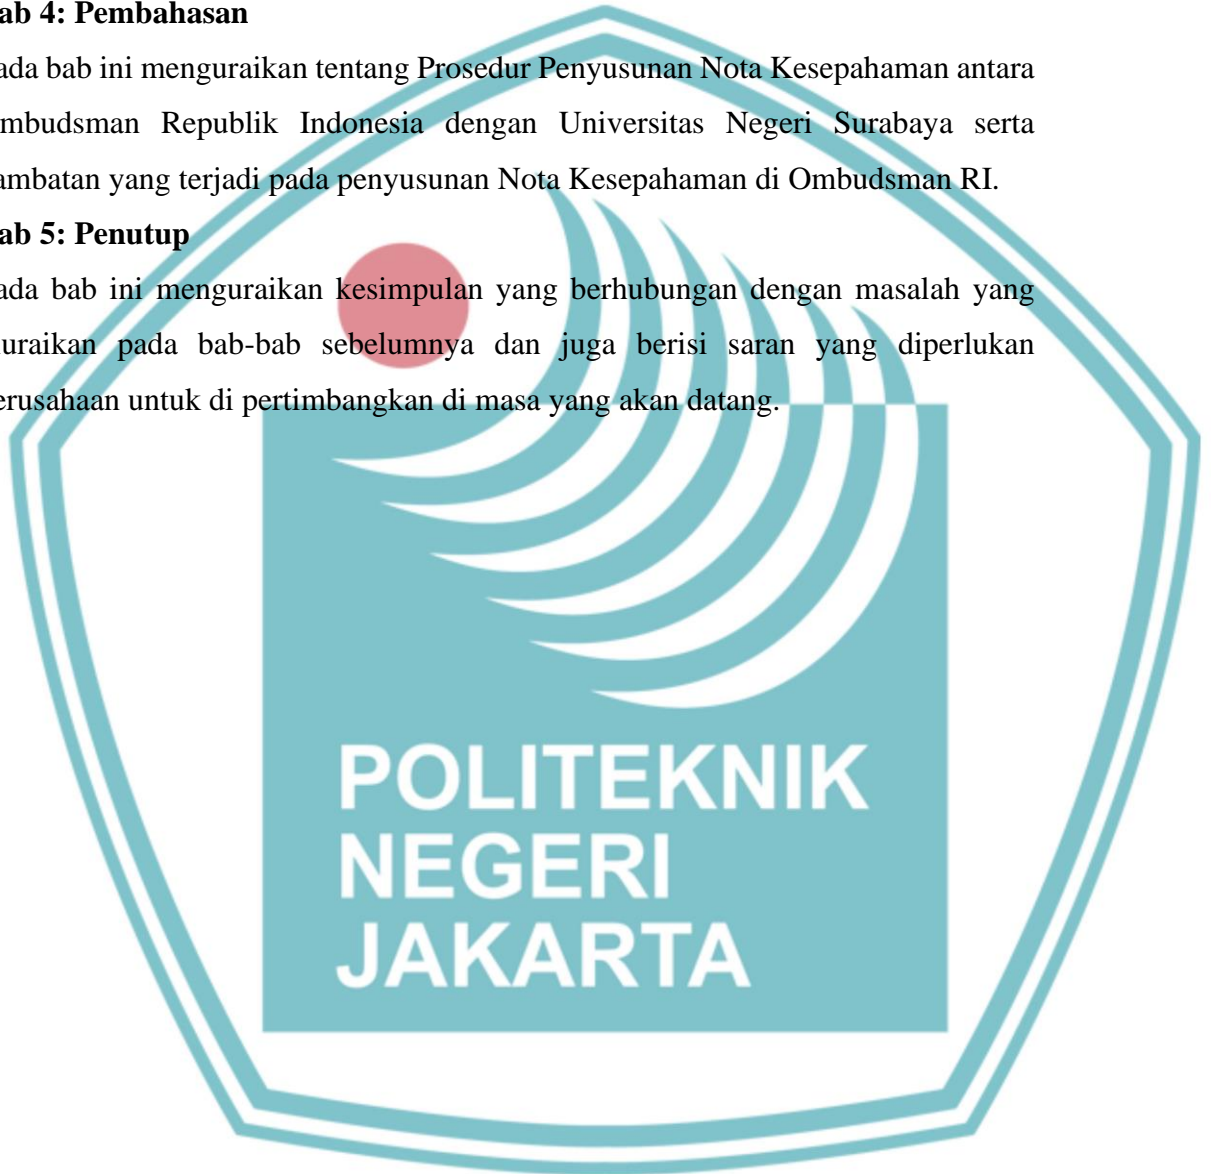 ab 4: Pembahasan
ada bab ini menguraikan tentang Prosedur Penyusunan Nota Kesepahaman antara
mbudsman Republik Indonesia dengan Universitas Negeri Surabaya serta
ambatan yang terjadi pada penyusunan Nota Kesepahaman di Ombudsman RI.
ab 5: Penutup
ada bab ini menguraikan kesimpulan yang berhubungan dengan masalah yang
uraikan pada bab-bab sebelumnya dan juga berisi saran yang diperlukan
erusahaan untuk di pertimbangkan di masa yang akan datang.
POLITEKNIK
NEGERI
JAKARTA